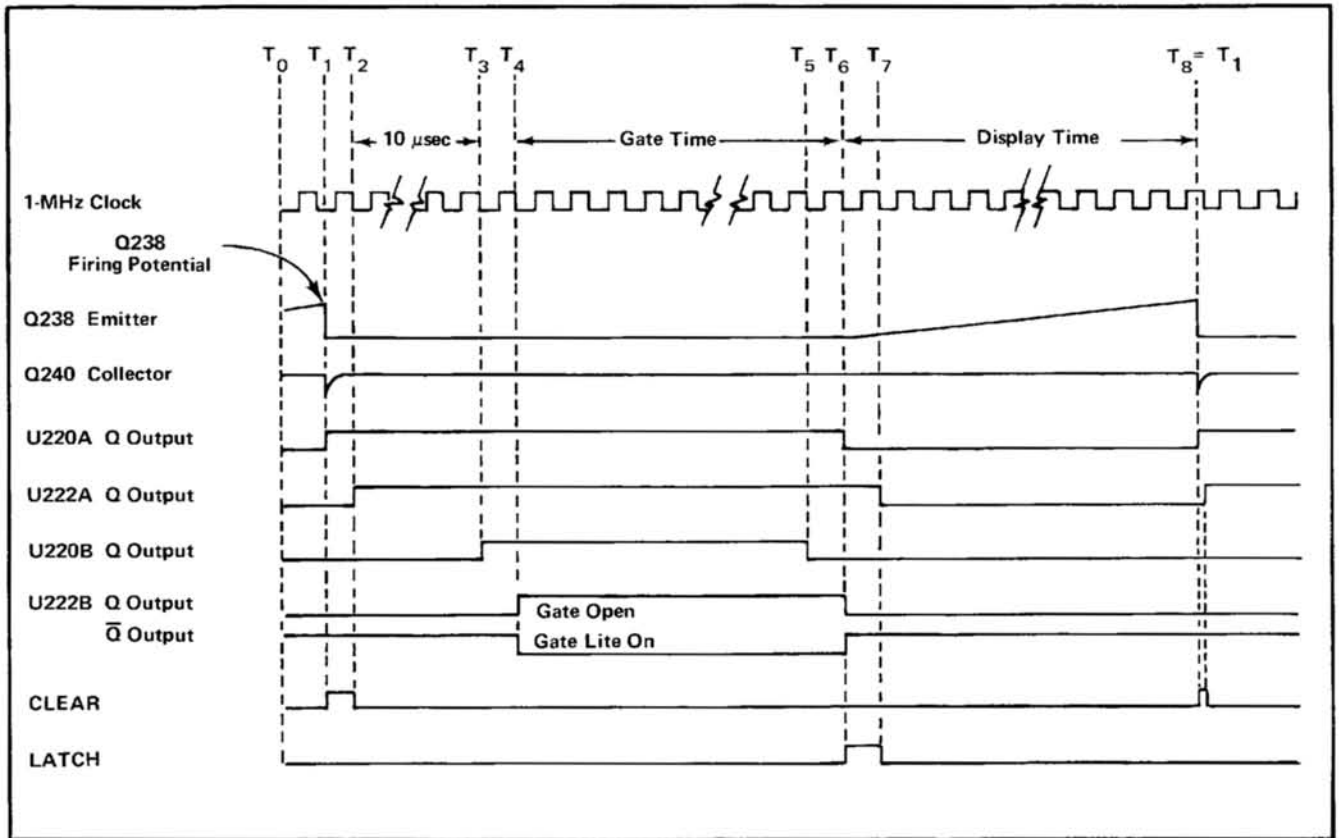 T₀ T₁ T₂ T₃ T₄ T₅ T₆ T₇ T₈= T₁
10 μsec Gate Time Display Time
1-MHz Clock
Q238
Firing Potential
Q238 Emitter
Q240 Collector
U220A Q Output
U222A Q Output
U220B Q Output
U222B Q Output
Gate Open
Q̅ Output
Gate Lite On
CLEAR
LATCH